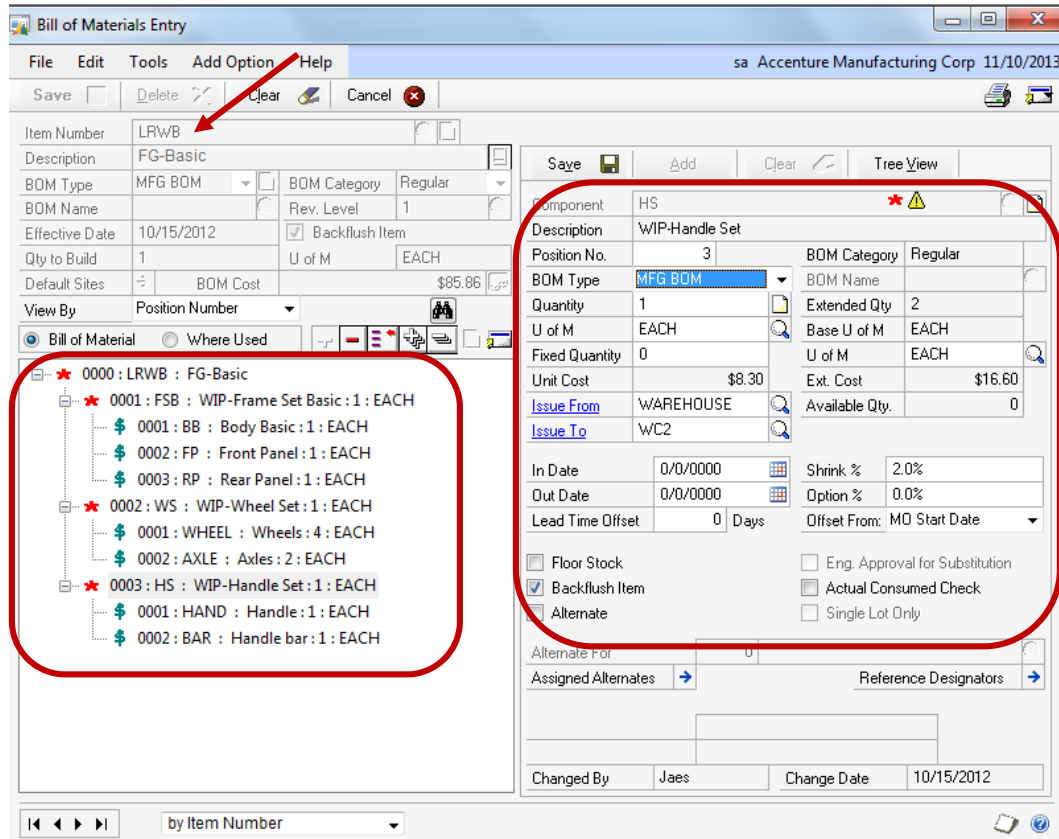 Bill of Materials Entry
File Edit Tools Add Option Help sa Accenture Manufacturing Corp 11/10/2013
Save Delete Clear Cancel
Item Number LRWB
Description FG-Basic
BOM Type MFG BOM BOM Category Regular
BOM Name Rev. Level 1
Effective Date 10/15/2012 Backflush Item
Qty to Build 1 U of M EACH
Default Sites BOM Cost $85.86
View By Position Number
Bill of Material Where Used
0000 : LRWB : FG-Basic
0001 : FSB : WIP-Frame Set Basic : 1 : EACH
0001 : BB : Body Basic : 1 : EACH
0002 : FP : Front Panel : 1 : EACH
0003 : RP : Rear Panel : 1 : EACH
0002 : WS : WIP-Wheel Set : 1 : EACH
0001 : WHEEL : Wheels : 4 : EACH
0002 : AXLE : Axles : 2 : EACH
0003 : HS : WIP-Handle Set : 1 : EACH
0001 : HAND : Handle : 1 : EACH
0002 : BAR : Handle bar : 1 : EACH
Save Add Clear Tree View
Component HS
Description WIP-Handle Set
Position No. 3 BOM Category Regular
BOM Type MFG BOM BOM Name
Quantity 1 Extended Qty 2
U of M EACH Base U of M EACH
Fixed Quantity 0 U of M EACH
Unit Cost $8.30 Ext. Cost $16.60
Issue From WAREHOUSE Available Qty. 0
Issue To WC2
In Date 0/0/0000 Shrink % 2.0%
Out Date 0/0/0000 Option % 0.0%
Lead Time Offset 0 Days Offset From: MO Start Date
Floor Stock Eng. Approval for Substitution
Backflush Item Actual Consumed Check
Alternate Single Lot Only
Alternate For 0
Assigned Alternates Reference Designators
Changed By Jaes Change Date 10/15/2012
by Item Number